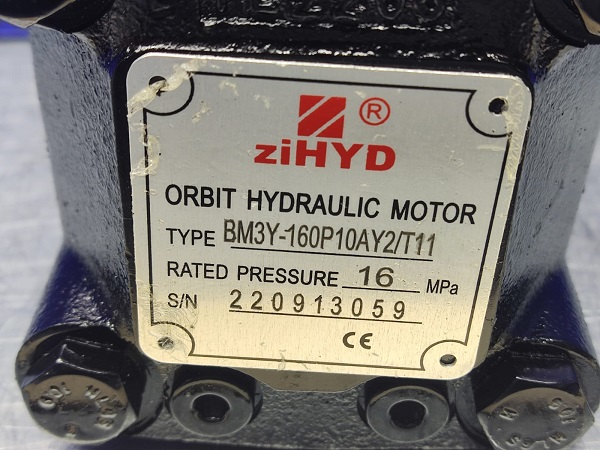 ®
ziHYD
ORBIT HYDRAULIC MOTOR
TYPE BM3Y-160P10AY2/T11
RATED PRESSURE 16 MPa
S/N 220913059
CE